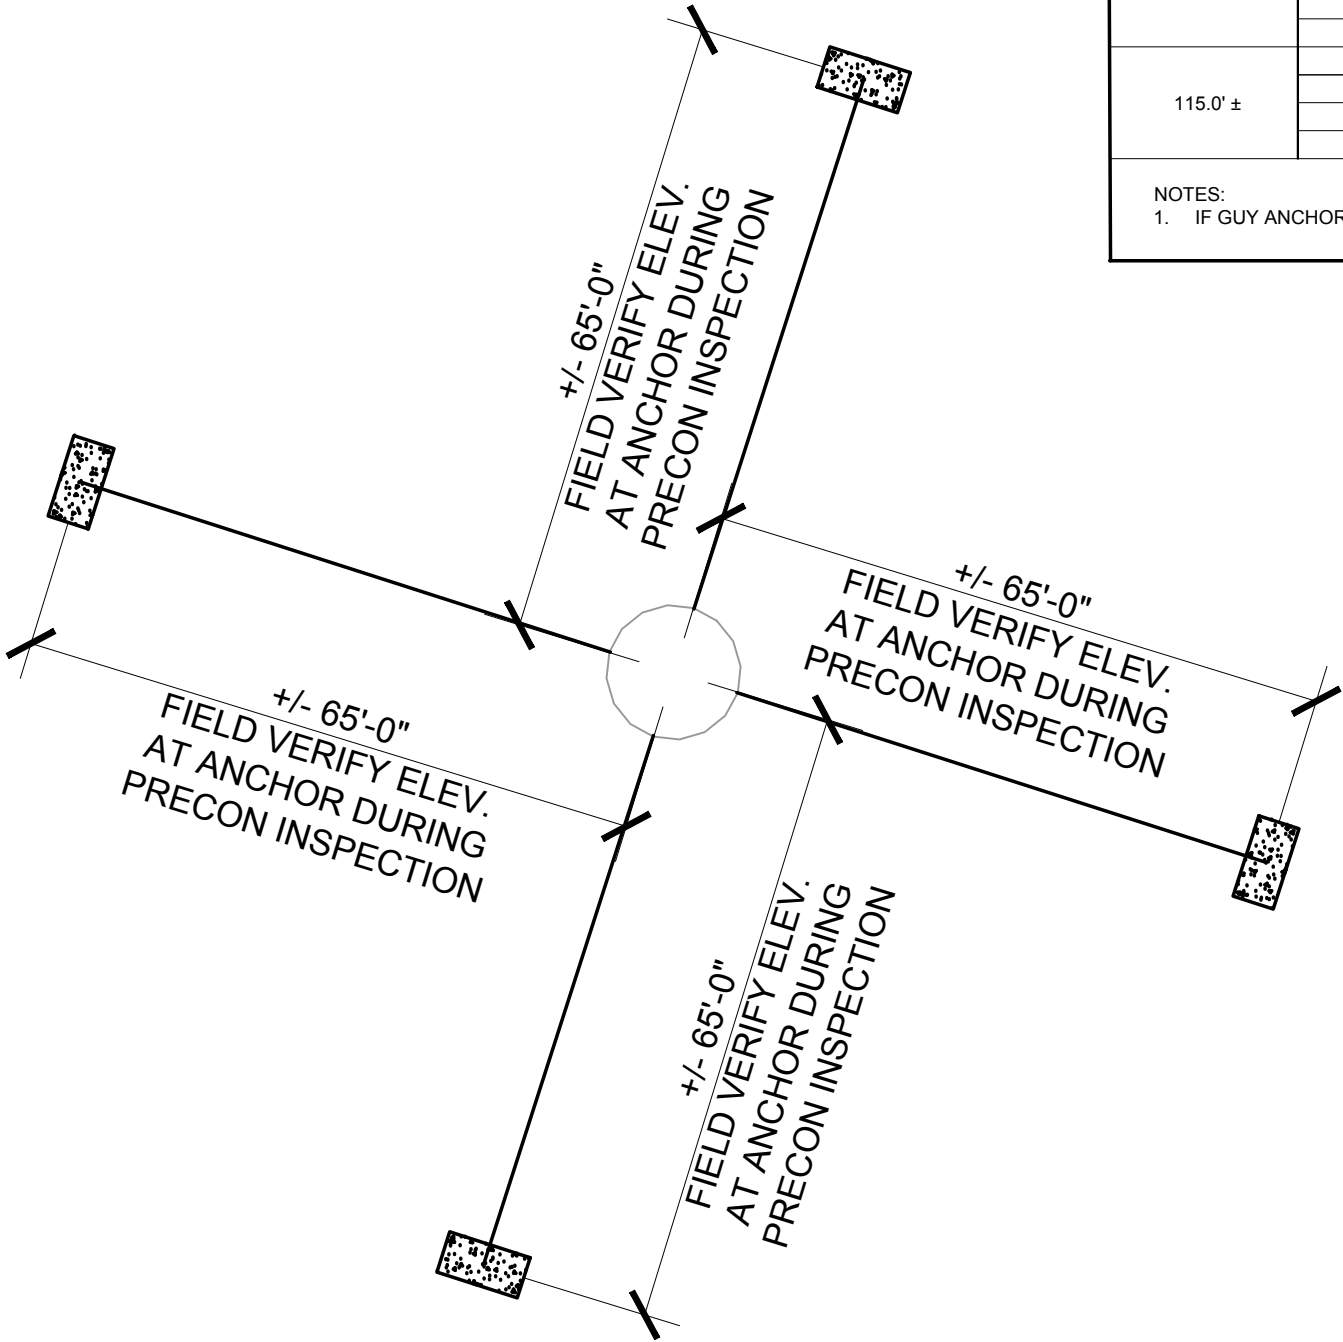 115.0' ±
NOTES:
1. IF GUY ANCHOR
+/- 65'-0"
FIELD VERIFY ELEV.
AT ANCHOR DURING
PRECON INSPECTION
+/- 65'-0"
FIELD VERIFY ELEV.
AT ANCHOR DURING
PRECON INSPECTION
+/- 65'-0"
FIELD VERIFY ELEV.
AT ANCHOR DURING
PRECON INSPECTION
+/- 65'-0"
FIELD VERIFY ELEV.
AT ANCHOR DURING
PRECON INSPECTION